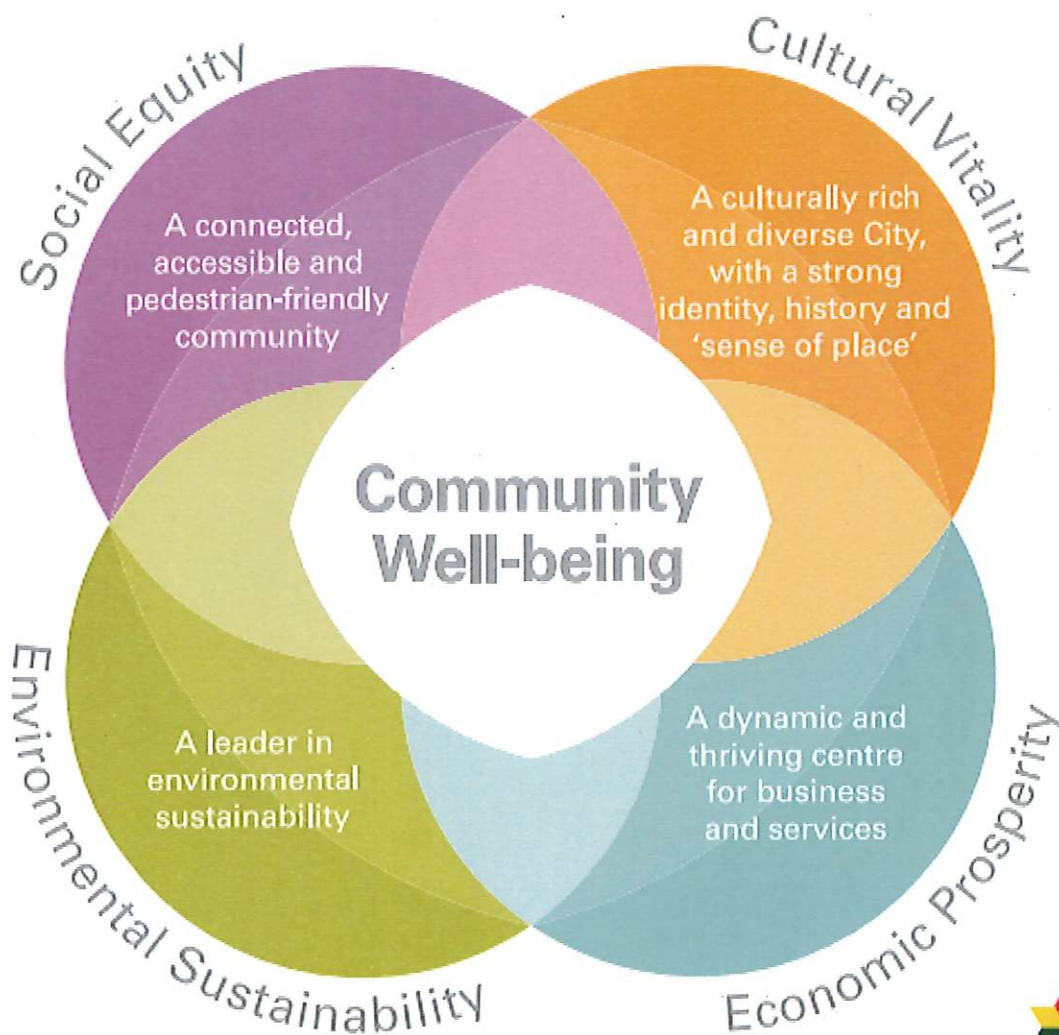 Social Equity
Cultural Vitality
A connected,
accessible and
pedestrian-friendly
community
A culturally rich
and diverse City,
with a strong
identity, history and
‘sense of place’
Community
Well-being
A leader in
environmental
sustainability
A dynamic and
thriving centre
for business
and services
Environmental Sustainability
Economic Prosperity